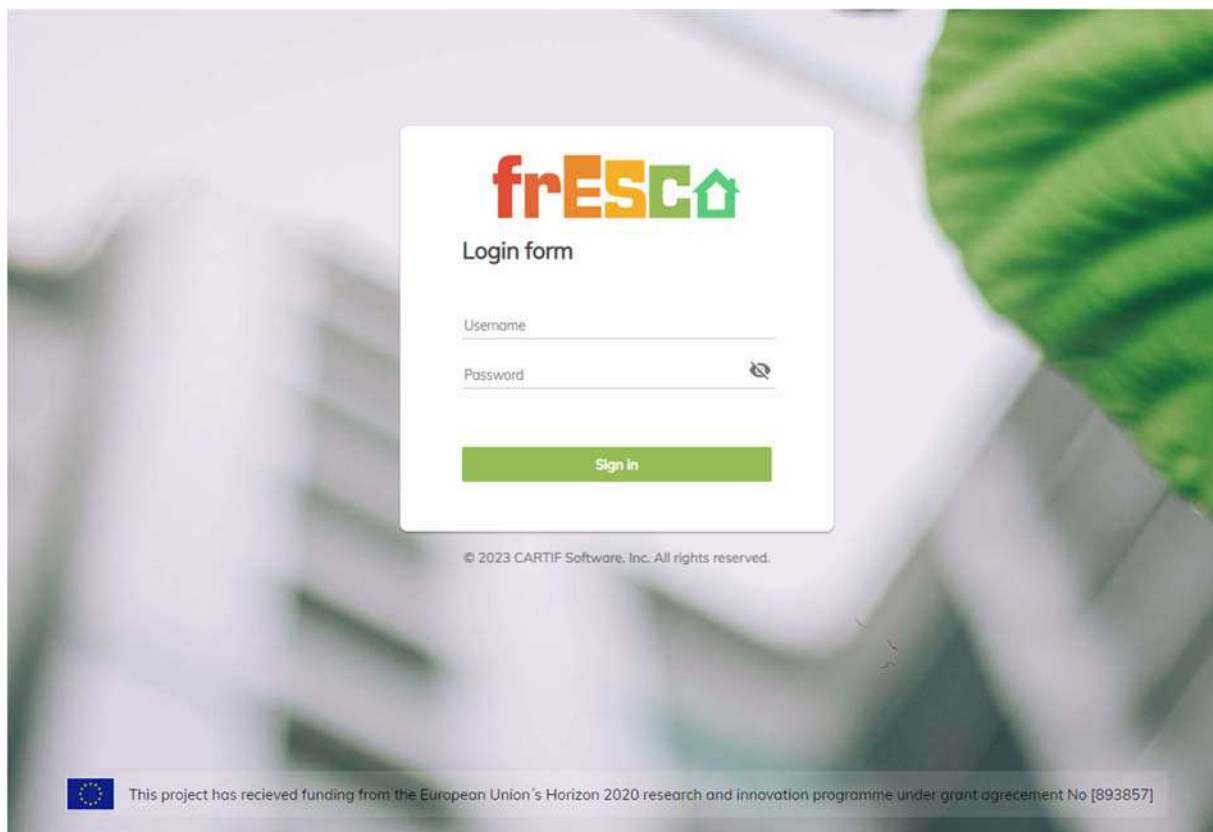 frESCO
Login form
Username
Password
Sign in
© 2023 CARTIF Software. Inc. All rights reserved.
This project has recieved funding from the European Union´s Horizon 2020 research and innovation programme under grant agrecement No [893857]